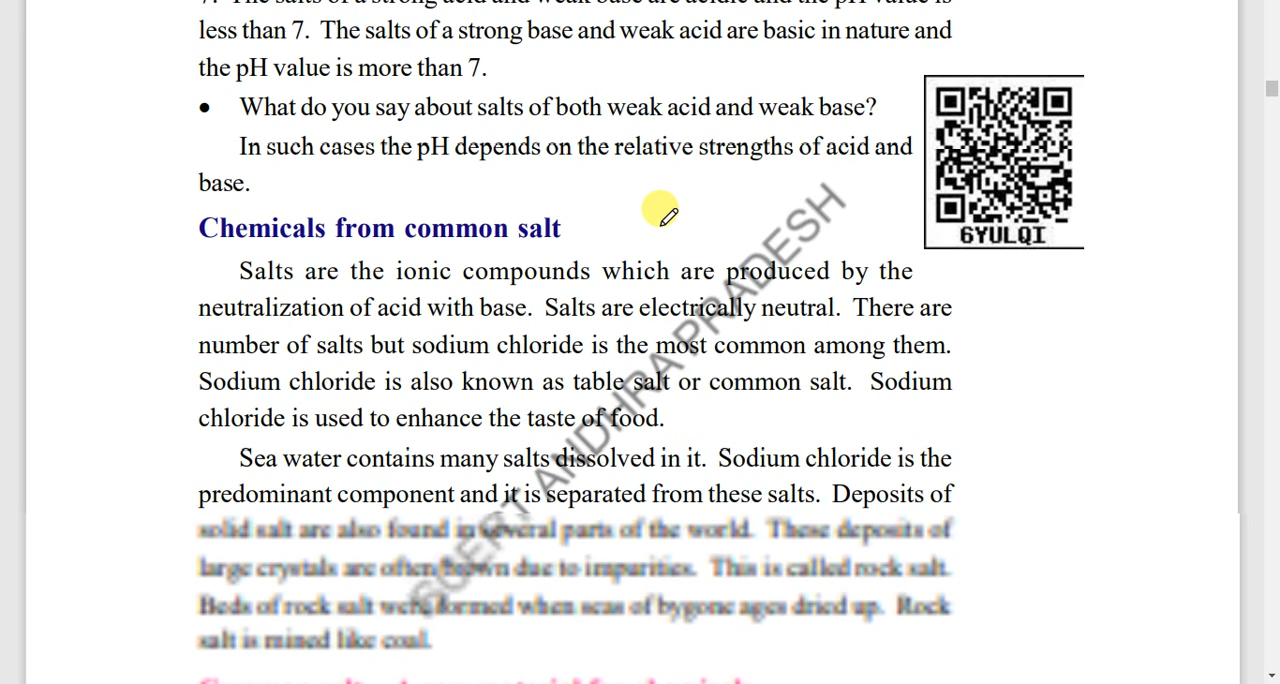 less than 7. The salts of a strong base and weak acid are basic in nature and
the pH value is more than 7.
• What do you say about salts of both weak acid and weak base?
In such cases the pH depends on the relative strengths of acid and
base.
6YULQI
Chemicals from common salt
Salts are the ionic compounds which are produced by the
neutralization of acid with base. Salts are electrically neutral. There are
number of salts but sodium chloride is the most common among them.
Sodium chloride is also known as table salt or common salt. Sodium
chloride is used to enhance the taste of food.
Sea water contains many salts dissolved in it. Sodium chloride is the
predominant component and it is separated from these salts. Deposits of
solid salt are also found in several parts of the world. These deposits of
large crystals are often brown due to impurities. This is called rock salt.
Beds of rock salt were formed when seas of bygone ages dried up. Rock
salt is mined like coal.
SCERT ANDHRA PRADESH